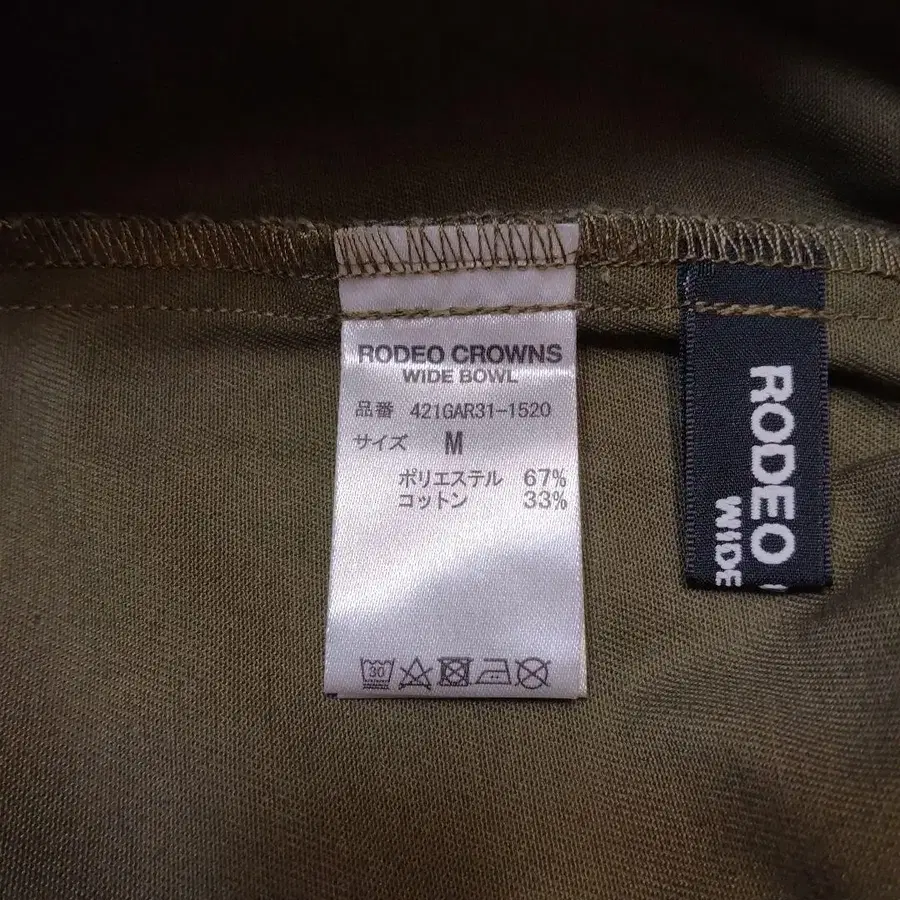 RODEO CROWNS
WIDE BOWL
品番 421GAR31-1520
サイズ M
ポリエステル 67%
コットン 33%
30
RODEO
WIDE